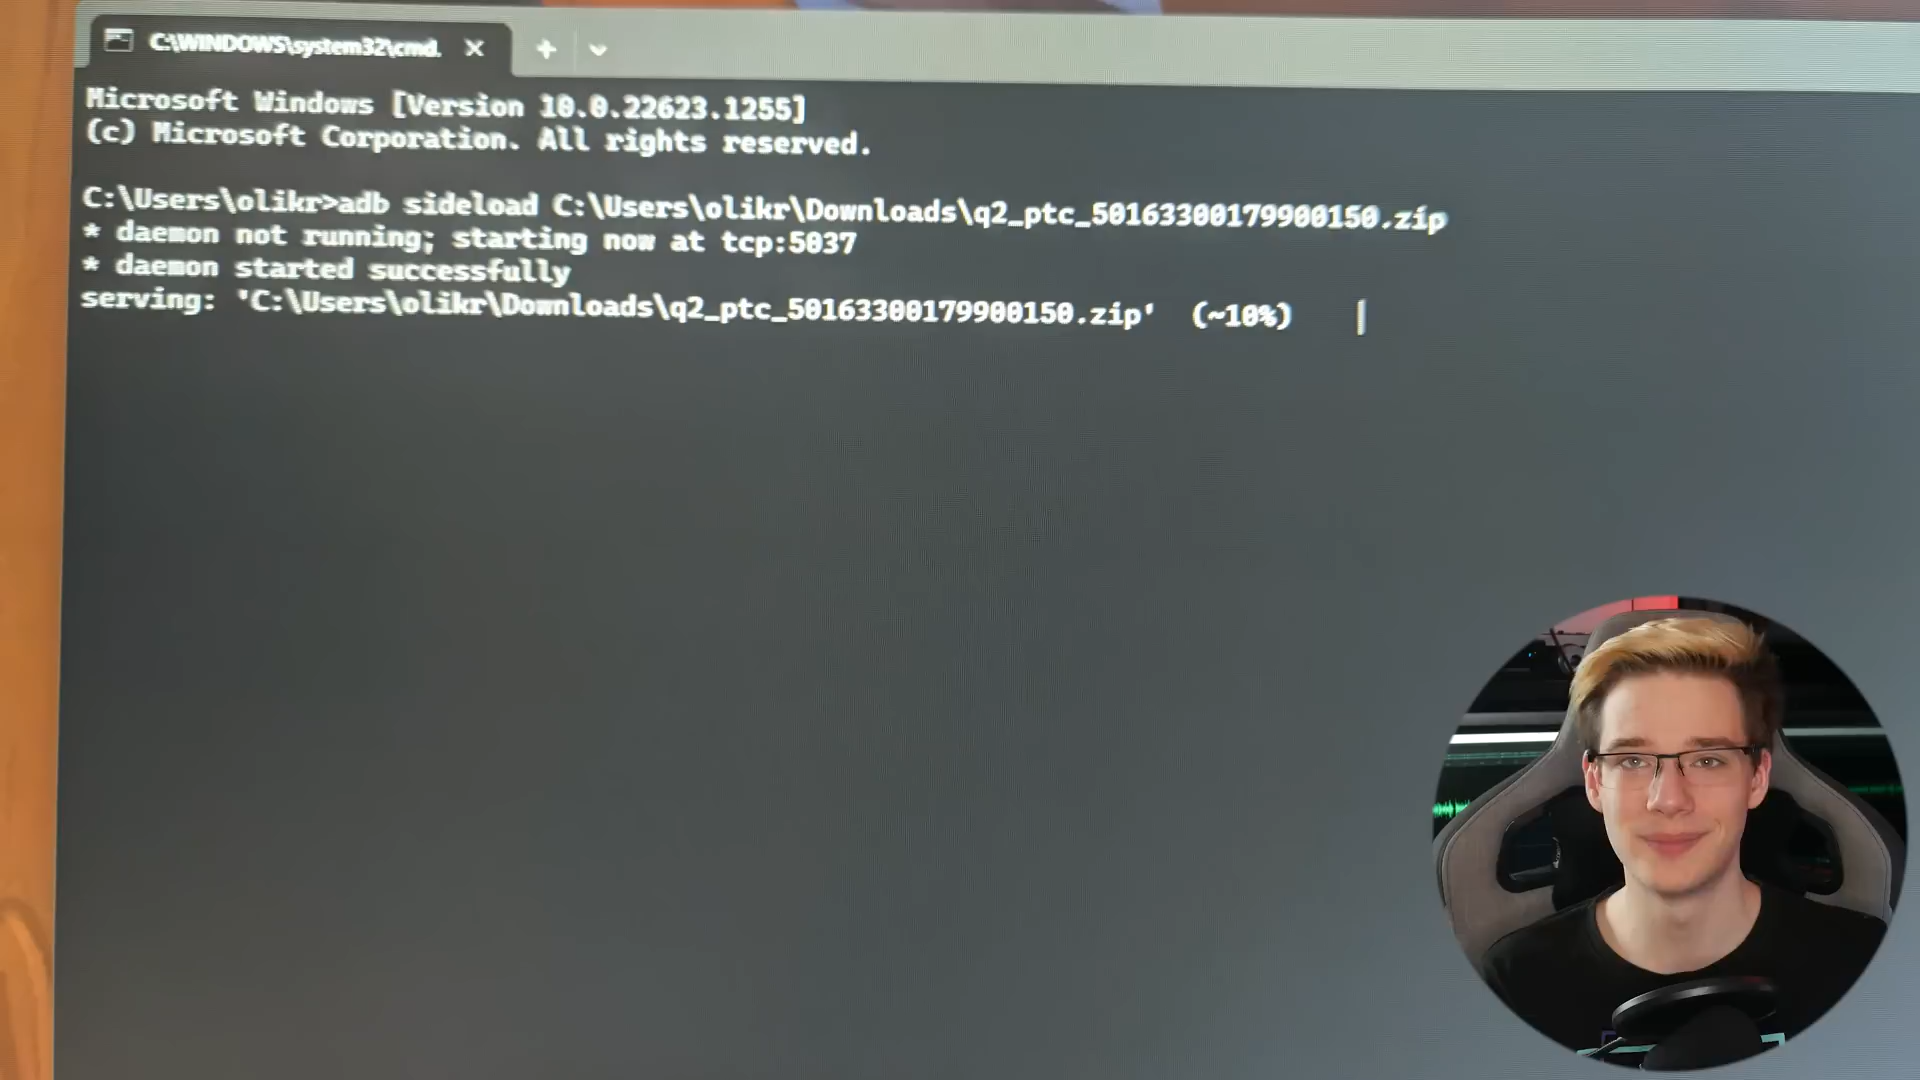 C:\WINDOWS\system32\cmd.
Microsoft Windows [Version 10.0.22623.1255]
(c) Microsoft Corporation. All rights reserved.
C:\Users\olikr>adb sideload C:\Users\olikr\Downloads\q2_ptc_50163300179900150.zip
* daemon not running; starting now at tcp:5037
* daemon started successfully
serving: 'C:\Users\olikr\Downloads\q2_ptc_50163300179900150.zip' (~10%)